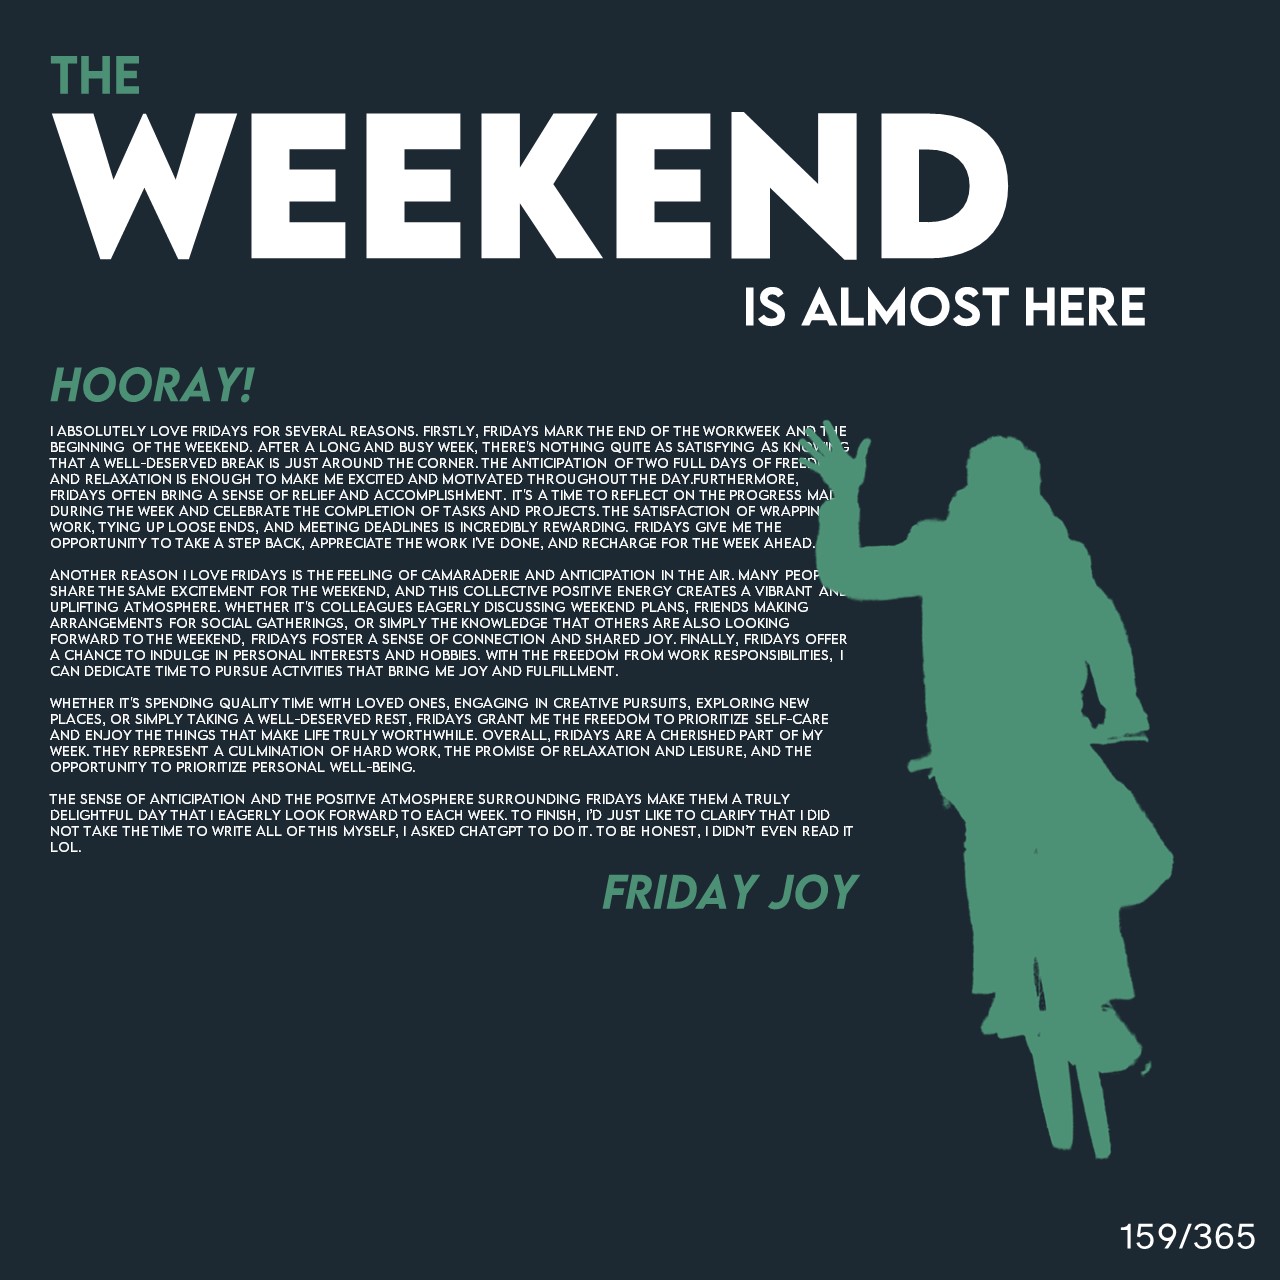 THE
WEEKEND
IS ALMOST HERE
HOORAY!
I ABSOLUTELY LOVE FRIDAYS FOR SEVERAL REASONS. FIRSTLY, FRIDAYS MARK THE END OF THE WORKWEEK AND THE
BEGINNING OF THE WEEKEND. AFTER A LONG AND BUSY WEEK, THERE'S NOTHING QUITE AS SATISFYING AS KNOWING
THAT A WELL-DESERVED BREAK IS JUST AROUND THE CORNER. THE ANTICIPATION OF TWO FULL DAYS OF
AND RELAXATION IS ENOUGH TO MAKE ME EXCITED AND MOTIVATED THROUGHOUT THE DAY.FURTHERMORE,
FRIDAYS OFTEN BRING A SENSE OF RELIEF AND ACCOMPLISHMENT. IT'S A TIME TO REFLECT ON THE PROGRESS
DURING THE WEEK AND CELEBRATE THE COMPLETION OF TASKS AND PROJECTS. THE SATISFACTION OF
WORK, TYING UP LOOSE ENDS, AND MEETING DEADLINES IS INCREDIBLY REWARDING. FRIDAYS GIVE ME THE
OPPORTUNITY TO TAKE A STEP BACK, APPRECIATE THE WORK I'VE DONE, AND RECHARGE FOR THE WEEK AHEAD.
ANOTHER REASON I LOVE FRIDAYS IS THE FEELING OF CAMARADERIE AND ANTICIPATION IN THE AIR. MANY
SHARE THE SAME EXCITEMENT FOR THE WEEKEND, AND THIS COLLECTIVE POSITIVE ENERGY CREATES A VIBRANT AND
UPLIFTING ATMOSPHERE. WHETHER IT'S COLLEAGUES EAGERLY DISCUSSING WEEKEND PLANS, FRIENDS MAKING
ARRANGEMENTS FOR SOCIAL GATHERINGS, OR SIMPLY THE KNOWLEDGE THAT OTHERS ARE ALSO LOOKING
FORWARD TO THE WEEKEND, FRIDAYS FOSTER A SENSE OF CONNECTION AND SHARED JOY. FINALLY, FRIDAYS OFFER
A CHANCE TO INDULGE IN PERSONAL INTERESTS AND HOBBIES. WITH THE FREEDOM FROM WORK RESPONSIBILITIES, I
CAN DEDICATE TIME TO PURSUE ACTIVITIES THAT BRING ME JOY AND FULFILLMENT.
WHETHER IT'S SPENDING QUALITY TIME WITH LOVED ONES, ENGAGING IN CREATIVE PURSUITS, EXPLORING NEW
PLACES, OR SIMPLY TAKING A WELL-DESERVED REST, FRIDAYS GRANT ME THE FREEDOM TO PRIORITIZE SELF-CARE
AND ENJOY THE THINGS THAT MAKE LIFE TRULY WORTHWHILE. OVERALL, FRIDAYS ARE A CHERISHED PART OF MY
WEEK. THEY REPRESENT A CULMINATION OF HARD WORK, THE PROMISE OF RELAXATION AND LEISURE, AND THE
OPPORTUNITY TO PRIORITIZE PERSONAL WELL-BEING.
THE SENSE OF ANTICIPATION AND THE POSITIVE ATMOSPHERE SURROUNDING FRIDAYS MAKE THEM A TRULY
DELIGHTFUL DAY THAT I EAGERLY LOOK FORWARD TO EACH WEEK. TO FINISH, I'D JUST LIKE TO CLARIFY THAT I DID
NOT TAKE THE TIME TO WRITE ALL OF THIS MYSELF, I ASKED CHATGPT TO DO IT. TO BE HONEST, I DIDN'T EVEN READ IT
LOL.
FRIDAY JOY
159/365